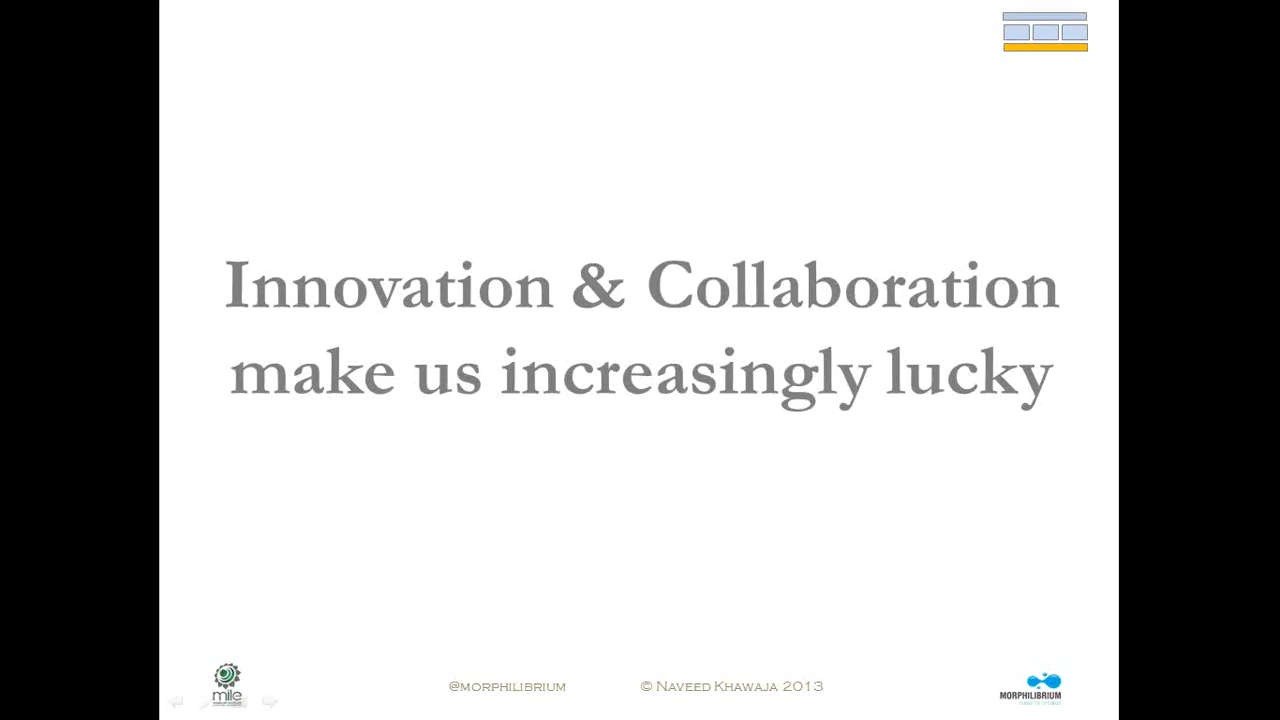 Innovation & Collaboration
make us increasingly lucky
mile
@MORPHILIBRIUM
© NAVEED KHAWAJA 2013
MORPHILIBRIUM